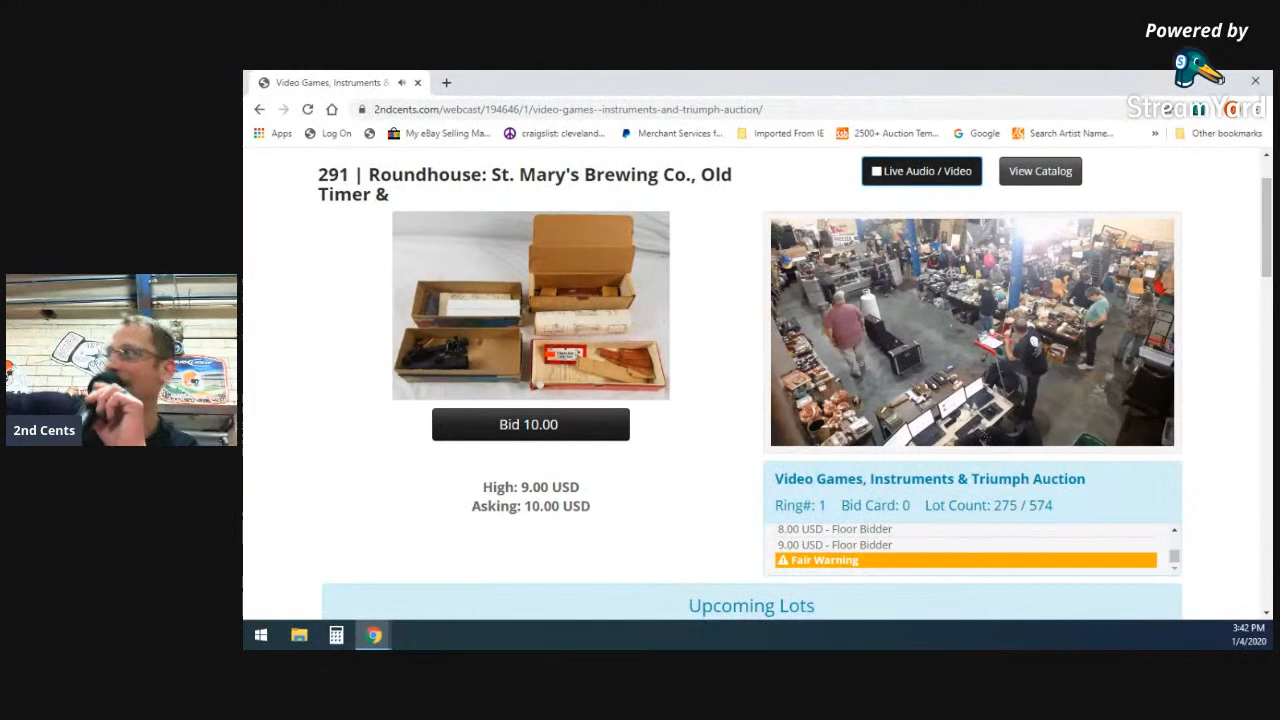 Powered by
StreamYard
Video Games, Instruments &
2ndcents.com/webcast/194646/1/video-games--instruments-and-triumph-auction/
Apps
Log On
My eBay Selling Ma...
craigslist: cleveland...
Merchant Services f...
Imported From IE
2500+ Auction Tem...
Google
Search Artist Name...
»
Other bookmarks
291 | Roundhouse: St. Mary's Brewing Co., Old
Timer &
Live Audio / Video
View Catalog
Bid 10.00
High: 9.00 USD
Asking: 10.00 USD
Video Games, Instruments & Triumph Auction
Ring#: 1 Bid Card: 0 Lot Count: 275 / 574
8.00 USD - Floor Bidder
9.00 USD - Floor Bidder
Fair Warning
Upcoming Lots
2nd Cents
3:42 PM
1/4/2020